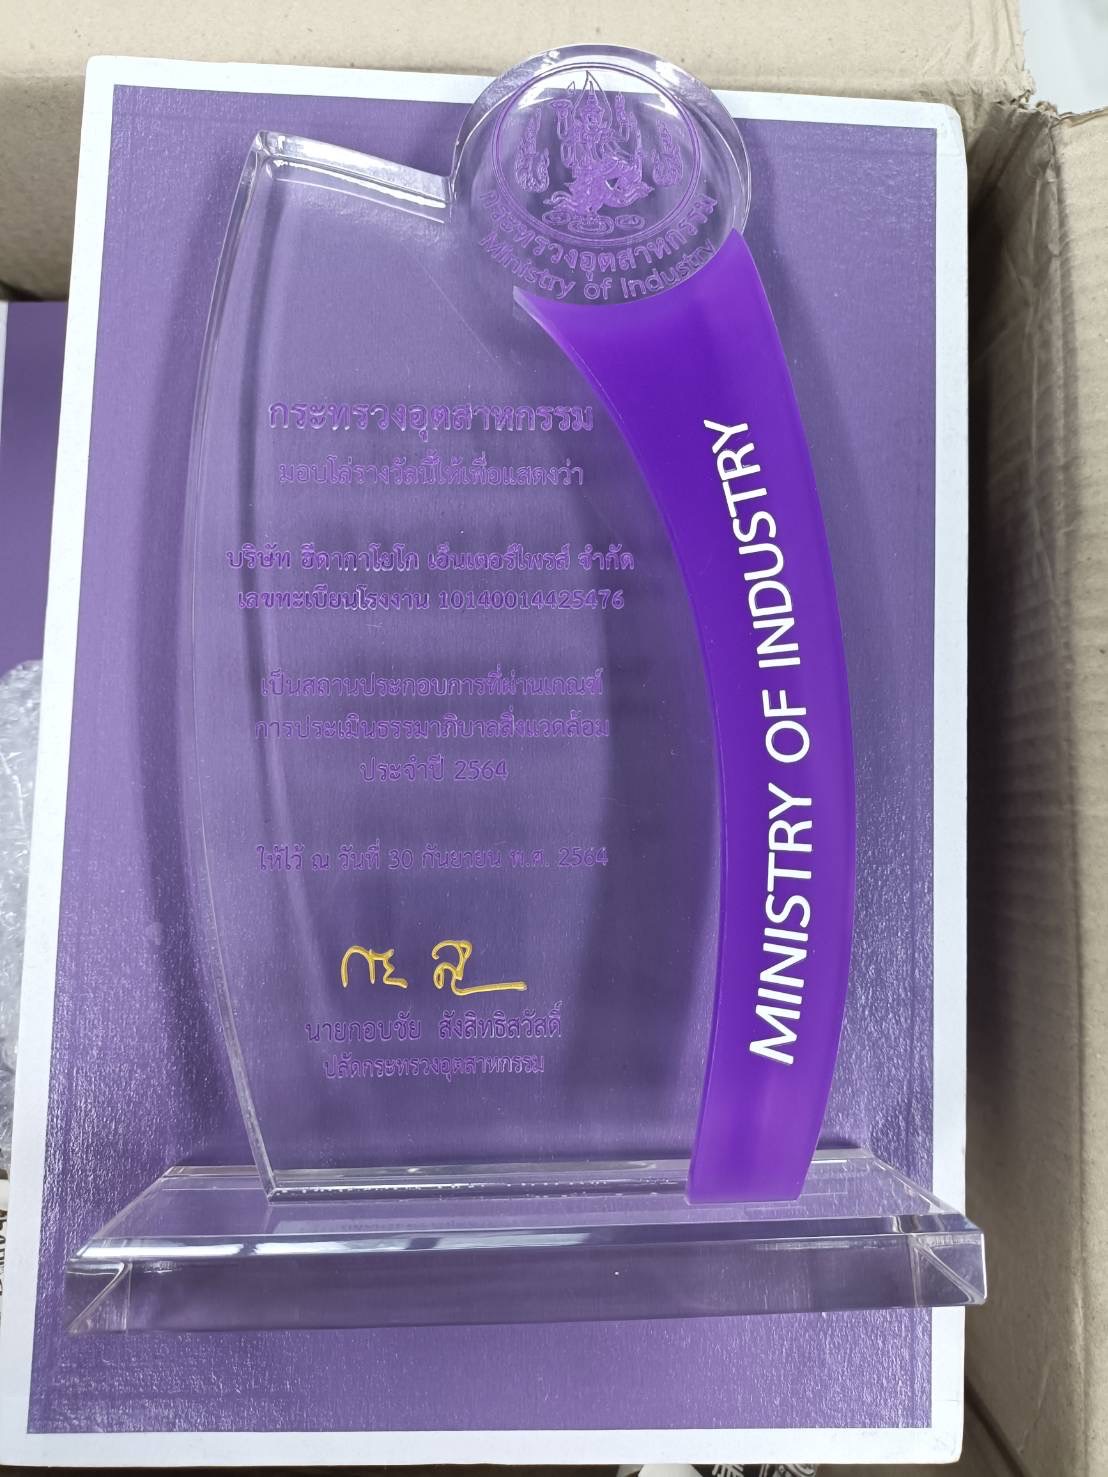 กระทรวงอุตสาหกรรม
Ministry of Industry
กระทรวงอุตสาหกรรม
มอบโล่รางวัลนี้ให้เพื่อแสดงว่า
บริษัท ฮีดากาโยโก เอ็นเตอร์ไพรส์ จำกัด
เลขทะเบียนโรงงาน 10140014425476
เป็นสถานประกอบการที่ผ่านเกณฑ์
การประเมินธรรมาภิบาลสิ่งแวดล้อม
ประจำปี 2564
ให้ไว้ ณ วันที่ 30 กันยายน พ.ศ. 2564
นายกอบชัย สังสิทธิสวัสดิ์
ปลัดกระทรวงอุตสาหกรรม
MINISTRY OF INDUSTRY